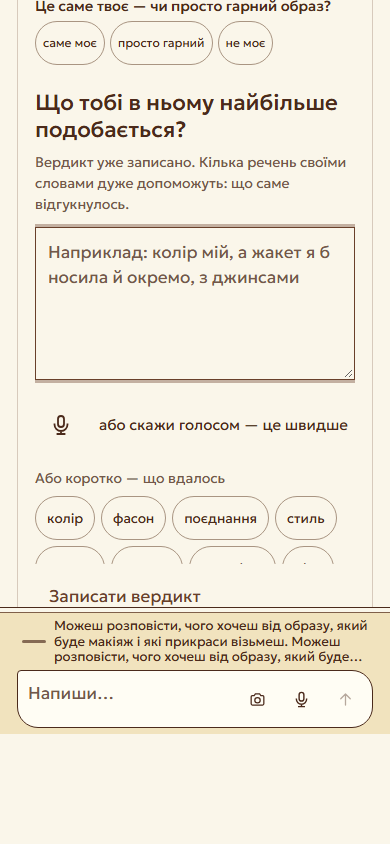 Це саме твоє — чи просто гарний образ?
саме моє
просто гарний
не моє
Що тобі в ньому найбільше
подобається?
Вердикт уже записано. Кілька речень своїми
словами дуже допоможуть: що саме
відгукнулось.
Наприклад: колір мій, а жакет я б
носила й окремо, з джинсами
або скажи голосом — це швидше
Або коротко — що вдалось
колір
фасон
поєднання
стиль
Записати вердикт
Можеш розповісти, чого хочеш від образу, який
буде макіяж і які прикраси візьмеш. Можеш
розповісти, чого хочеш від образу, який буде…
Напиши…